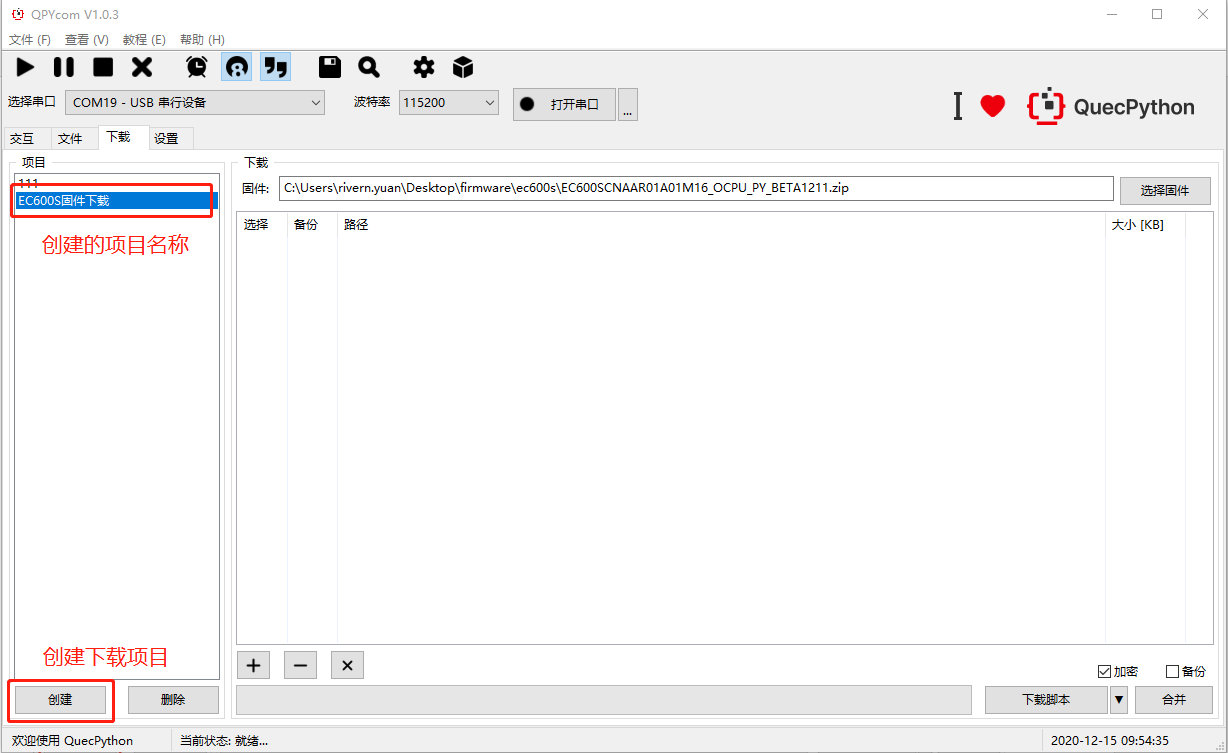 QPYcom V1.0.3
文件 (F) 查看 (V) 教程 (E) 帮助 (H)
选择串口 COM19 - USB 串行设备 波特率 115200 打开串口 ...
QuecPython
交互 文件 下载 设置
项目
111
EC600S固件下载
创建的项目名称
创建下载项目
创建 删除
下载
固件: C:\Users\rivern.yuan\Desktop\firmware\ec600s\EC600SCNAAR01A01M16_OCPU_PY_BETA1211.zip 选择固件
选择 备份 路径 大小 [KB]
加密 备份
下载脚本 合并
欢迎使用 QuecPython 当前状态: 就绪... 2020-12-15 09:54:35